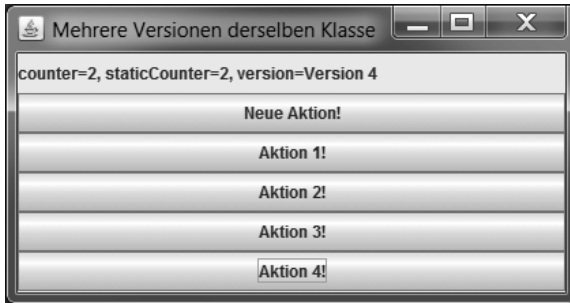 Mehrere Versionen derselben Klasse
counter=2, staticCounter=2, version=Version 4
Neue Aktion!
Aktion 1!
Aktion 2!
Aktion 3!
Aktion 4!